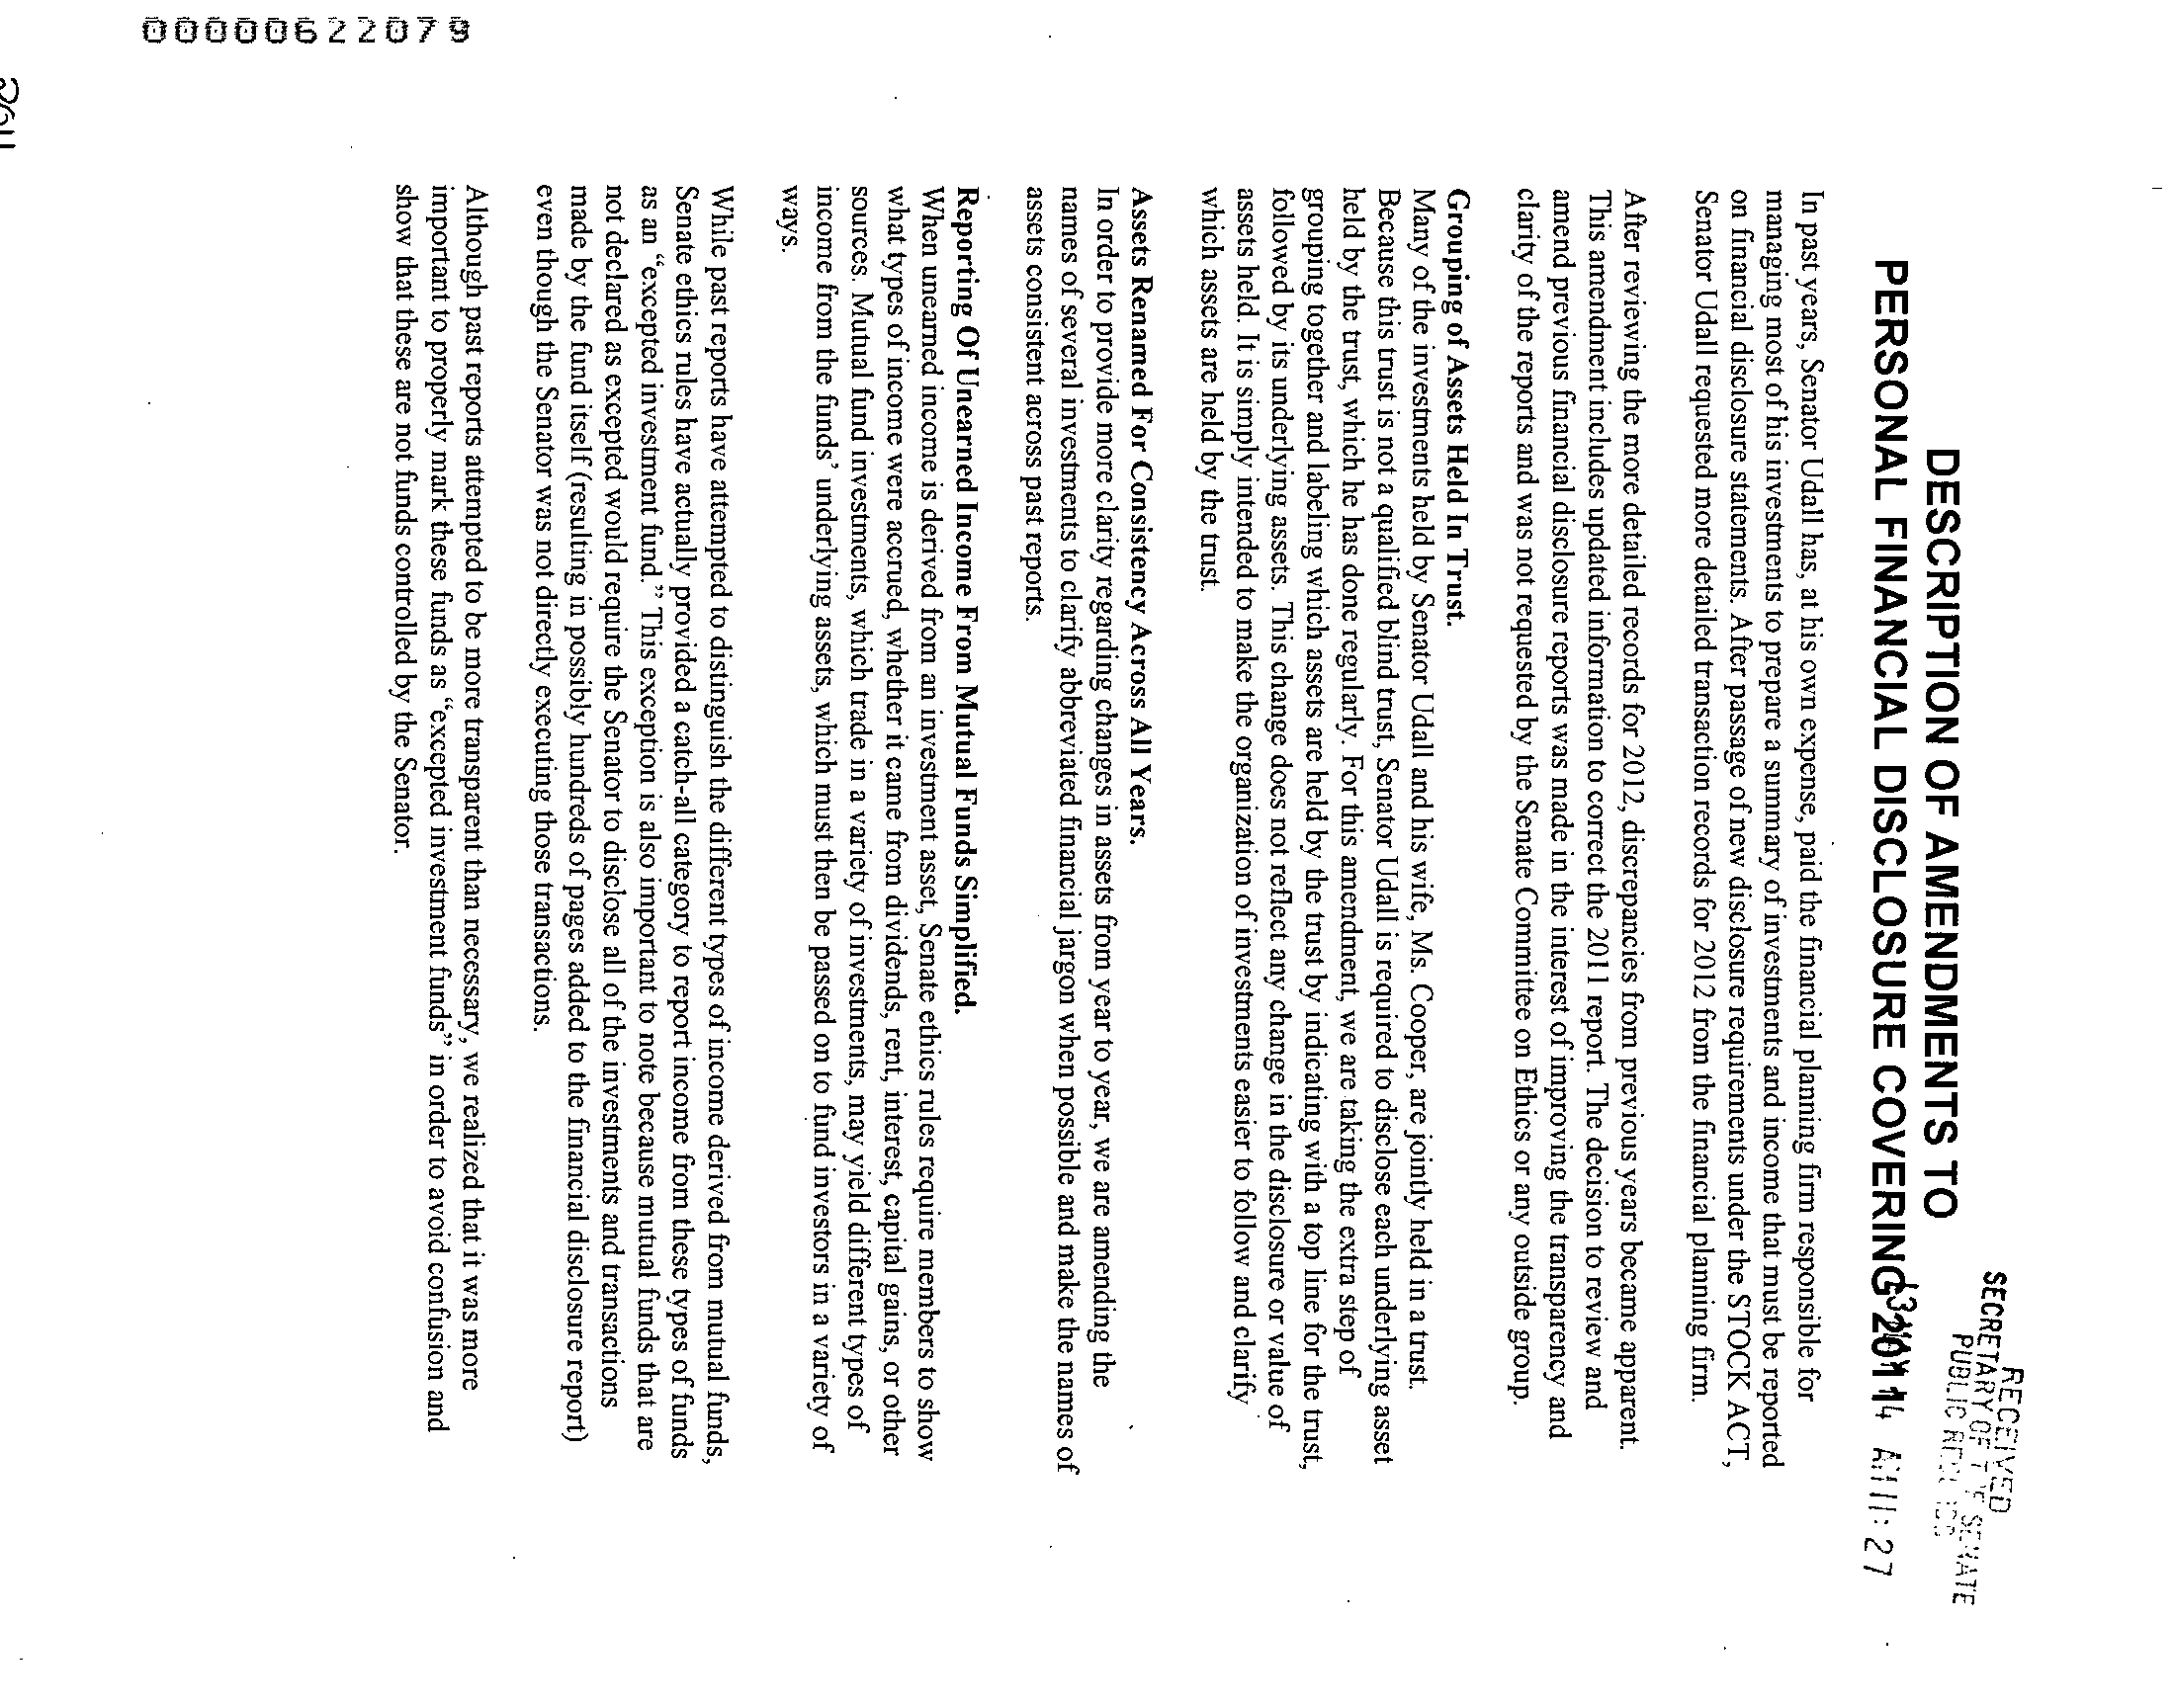 00000622079
RECEIVED
SECRETARY OF THE SENATE
PUBLIC
DESCRIPTION OF AMENDMENTS TO
PERSONAL FINANCIAL DISCLOSURE COVERING 2011
AM 11: 27
In past years, Senator Udall has, at his own expense, paid the financial planning firm responsible for
managing most of his investments to prepare a summary of investments and income that must be reported
on financial disclosure statements. After passage of new disclosure requirements under the STOCK ACT,
Senator Udall requested more detailed transaction records for 2012 from the financial planning firm.
After reviewing the more detailed records for 2012, discrepancies from previous years became apparent.
This amendment includes updated information to correct the 2011 report. The decision to review and
amend previous financial disclosure reports was made in the interest of improving the transparency and
clarity of the reports and was not requested by the Senate Committee on Ethics or any outside group.
Grouping of Assets Held In Trust.
Many of the investments held by Senator Udall and his wife, Ms. Cooper, are jointly held in a trust.
Because this trust is not a qualified blind trust, Senator Udall is required to disclose each underlying asset
held by the trust, which he has done regularly. For this amendment, we are taking the extra step of
grouping together and labeling which assets are held by the trust by indicating with a top line for the trust,
followed by its underlying assets. This change does not reflect any change in the disclosure or value of
assets held. It is simply intended to make the organization of investments easier to follow and clarify
which assets are held by the trust.
Assets Renamed For Consistency Across All Years.
In order to provide more clarity regarding changes in assets from year to year, we are amending the
names of several investments to clarify abbreviated financial jargon when possible and make the names of
assets consistent across past reports.
Reporting Of Unearned Income From Mutual Funds Simplified.
When unearned income is derived from an investment asset, Senate ethics rules require members to show
what types of income were accrued, whether it came from dividends, rent, interest, capital gains, or other
sources. Mutual fund investments, which trade in a variety of investments, may yield different types of
income from the funds' underlying assets, which must then be passed on to fund investors in a variety of
ways.
While past reports have attempted to distinguish the different types of income derived from mutual funds,
Senate ethics rules have actually provided a catch-all category to report income from these types of funds
as an “excepted investment fund.” This exception is also important to note because mutual funds that are
not declared as excepted would require the Senator to disclose all of the investments and transactions
made by the fund itself (resulting in possibly hundreds of pages added to the financial disclosure report)
even though the Senator was not directly executing those transactions.
Although past reports attempted to be more transparent than necessary, we realized that it was more
important to properly mark these funds as “excepted investment funds” in order to avoid confusion and
show that these are not funds controlled by the Senator.